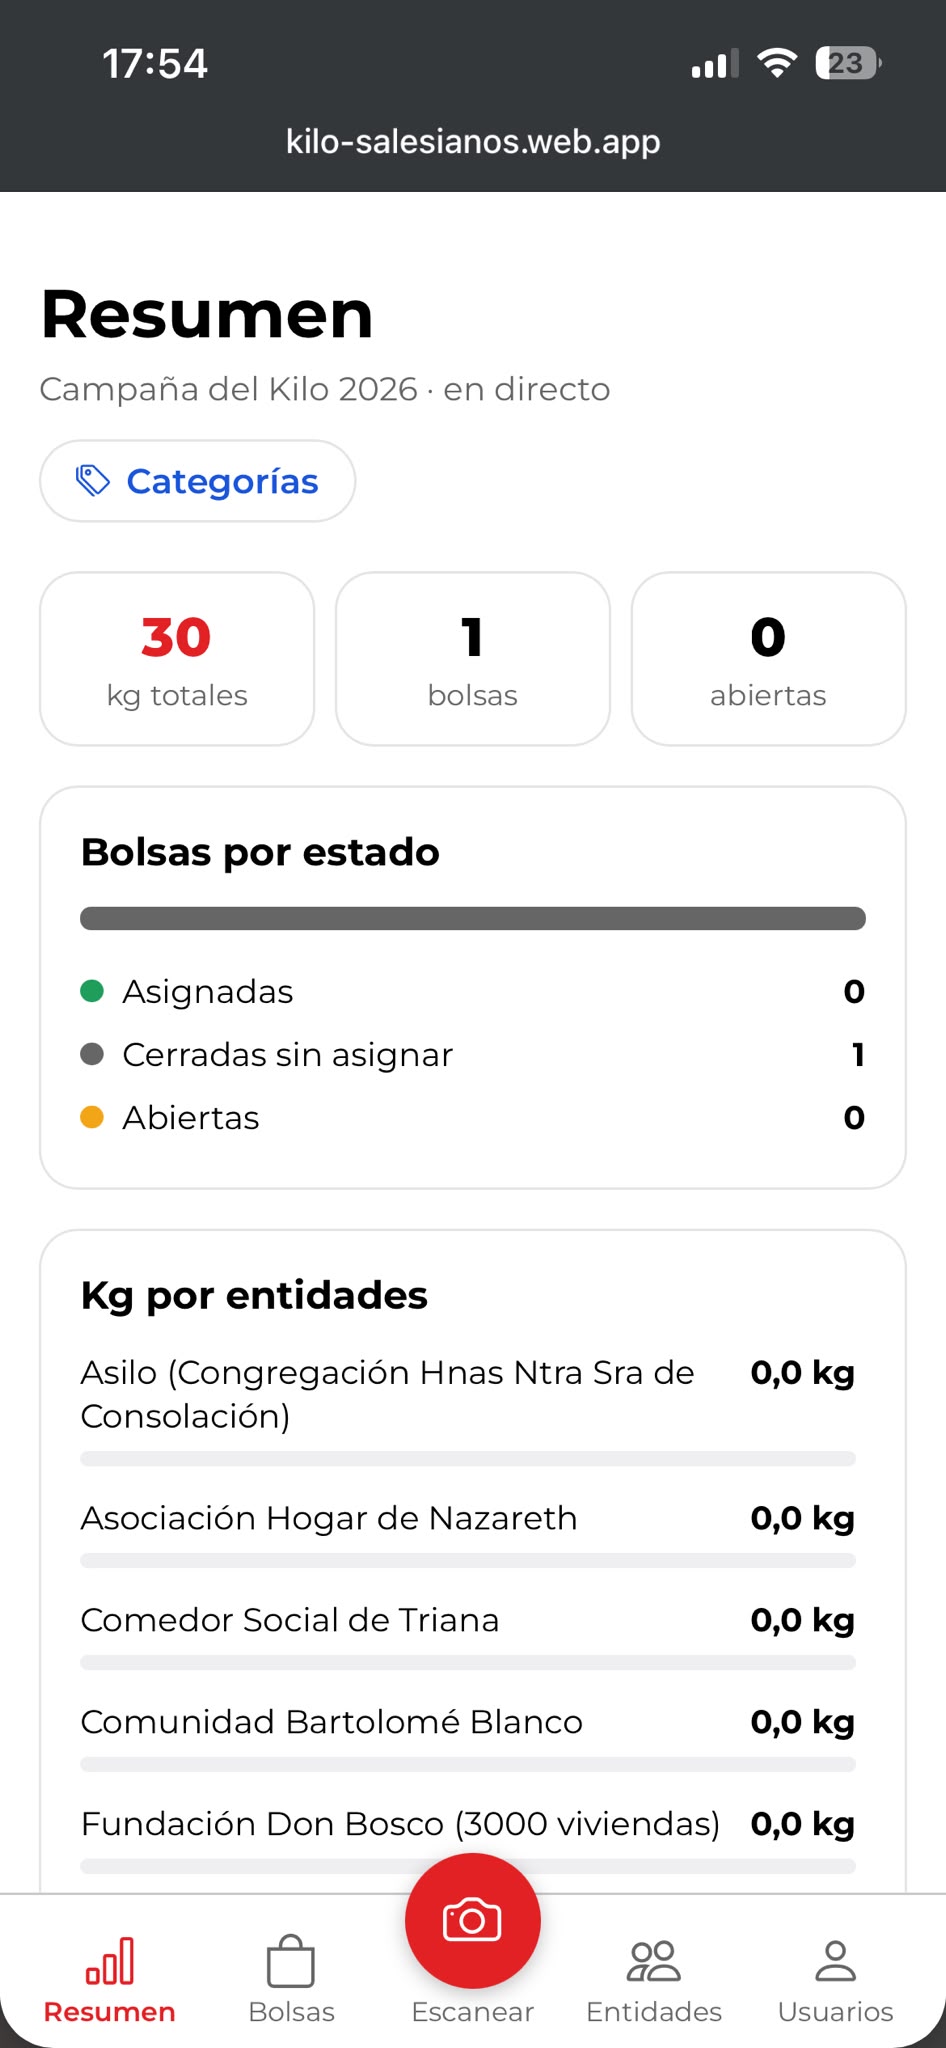 17:54
23
kilo-salesianos.web.app
Resumen
Campaña del Kilo 2026 · en directo
Categorías
30
kg totales
1
bolsas
0
abiertas
Bolsas por estado
Asignadas 0
Cerradas sin asignar 1
Abiertas 0
Kg por entidades
Asilo (Congregación Hnas Ntra Sra de 0,0 kg
Consolación)
Asociación Hogar de Nazareth 0,0 kg
Comedor Social de Triana 0,0 kg
Comunidad Bartolomé Blanco 0,0 kg
Fundación Don Bosco (3000 viviendas) 0,0 kg
Resumen
Bolsas
Escanear
Entidades
Usuarios